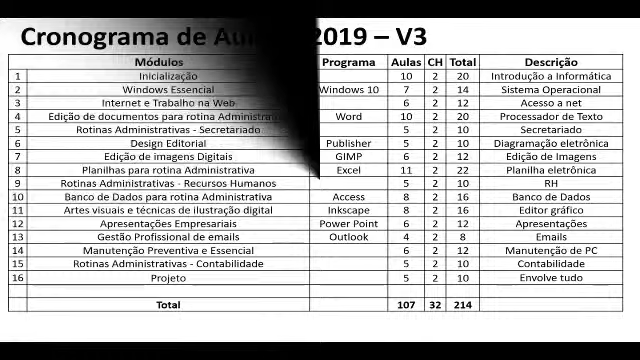 Cronograma de Au 2019 – V3
Módulos Programa Aulas CH Total Descrição
1 Inicialização 10 2 20 Introdução a Informática
2 Windows Essencial Windows 10 7 2 14 Sistema Operacional
3 Internet e Trabalho na Web 6 2 12 Acesso a net
4 Edição de documentos para rotina Administra Word 10 2 20 Processador de Texto
5 Rotinas Administrativas - Secretariado 5 2 10 Secretariado
6 Design Editorial Publisher 5 2 10 Diagramação eletrônica
7 Edição de imagens Digitais GIMP 6 2 12 Edição de Imagens
8 Planilhas para rotina Administrativa Excel 11 2 22 Planilha eletrônica
9 Rotinas Administrativas - Recursos Humanos 5 2 10 RH
10 Banco de Dados para rotina Administrativa Access 8 2 16 Banco de Dados
11 Artes visuais e técnicas de ilustração digital Inkscape 8 2 16 Editor gráfico
12 Apresentações Empresariais Power Point 6 2 12 Apresentações
13 Gestão Profissional de emails Outlook 4 2 8 Emails
14 Manutenção Preventiva e Essencial 6 2 12 Manutenção de PC
15 Rotinas Administrativas - Contabilidade 5 2 10 Contabilidade
16 Projeto 5 2 10 Envolve tudo
Total 107 32 214